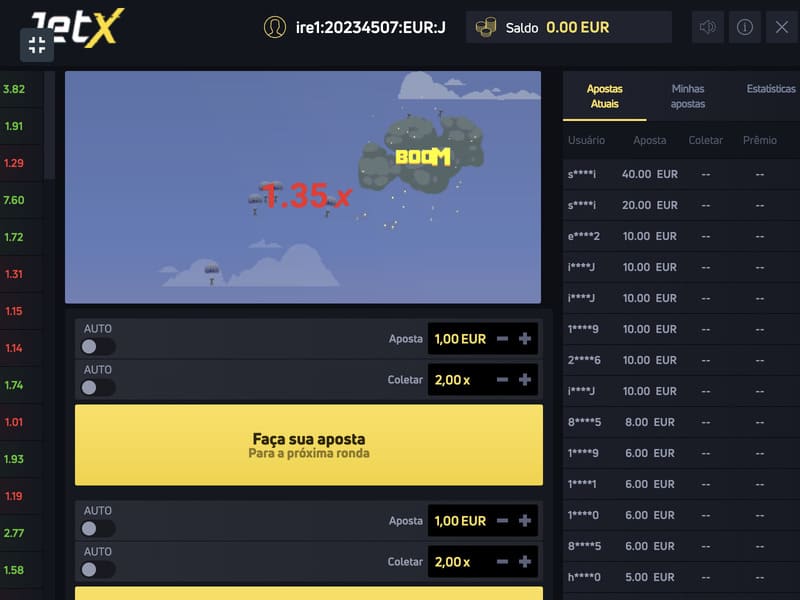 JetX
ire1:20234507:EUR:J
Saldo 0.00 EUR
3.82
1.91
1.29
7.60
1.72
1.31
1.15
1.14
1.74
1.01
1.93
1.19
2.77
1.58
BOOM
1.35 x
AUTO
Aposta 1,00 EUR
AUTO
Coletar 2,00 x
Faça sua aposta
Para a próxima ronda
AUTO
Aposta 1,00 EUR
AUTO
Coletar 2,00 x
Apostas Minhas Estatísticas
Atuais apostas
Usuário Aposta Coletar Prêmio
s****i 40.00 EUR -- --
s****i 20.00 EUR -- --
e****2 10.00 EUR -- --
i****J 10.00 EUR -- --
i****J 10.00 EUR -- --
1****9 10.00 EUR -- --
2****6 10.00 EUR -- --
i****J 10.00 EUR -- --
8****5 8.00 EUR -- --
1****9 6.00 EUR -- --
1****1 6.00 EUR -- --
1****0 6.00 EUR -- --
8****5 6.00 EUR -- --
h****0 5.00 EUR -- --